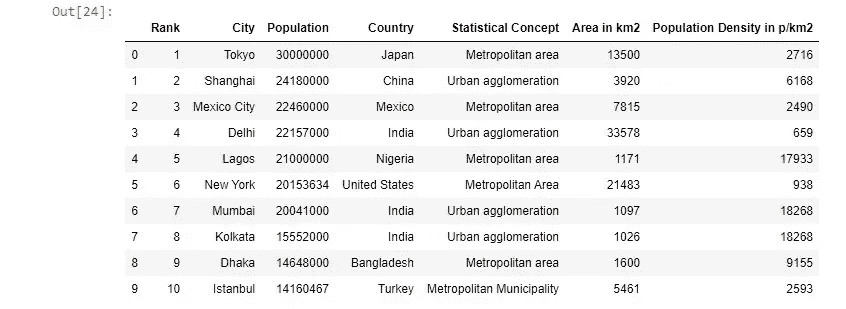 Out[24]:
Rank City Population Country Statistical Concept Area in km2 Population Density in p/km2
0 1 Tokyo 30000000 Japan Metropolitan area 13500 2716
1 2 Shanghai 24180000 China Urban agglomeration 3920 6168
2 3 Mexico City 22460000 Mexico Metropolitan area 7815 2490
3 4 Delhi 22157000 India Urban agglomeration 33578 659
4 5 Lagos 21000000 Nigeria Metropolitan area 1171 17933
5 6 New York 20153634 United States Metropolitan Area 21483 938
6 7 Mumbai 20041000 India Urban agglomeration 1097 18268
7 8 Kolkata 15552000 India Urban agglomeration 1026 18268
8 9 Dhaka 14648000 Bangladesh Metropolitan area 1600 9155
9 10 Istanbul 14160467 Turkey Metropolitan Municipality 5461 2593